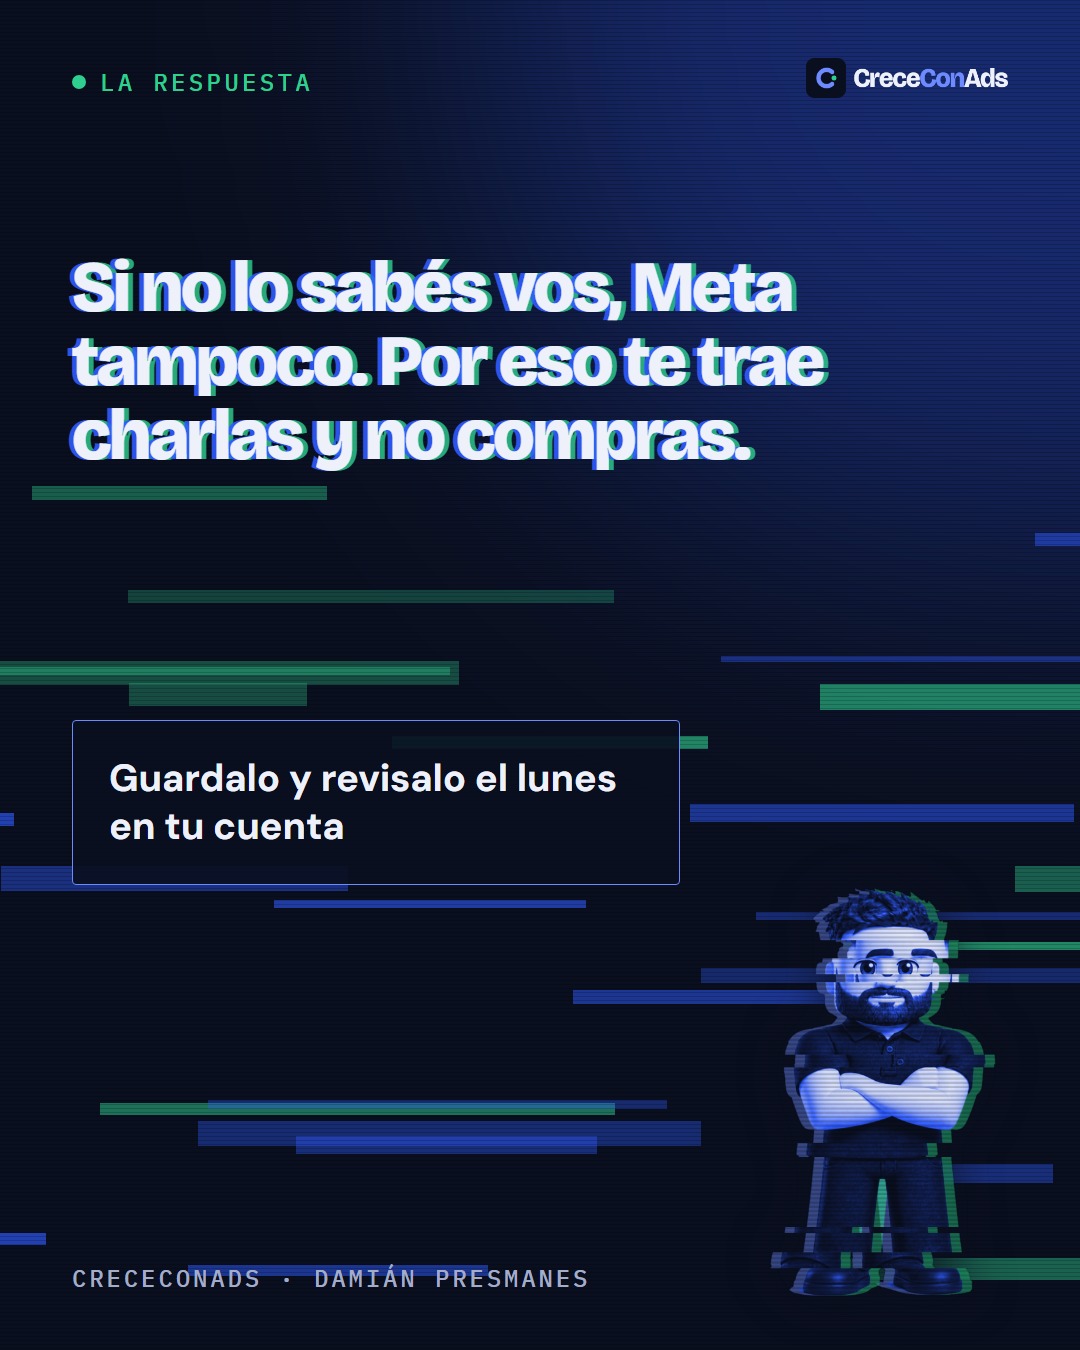 LA RESPUESTA
CreceConAds
Si no lo sabés vos, Meta
tampoco. Por eso te trae
charlas y no compras.
Guardalo y revisalo el lunes
en tu cuenta
CRECECONADS · DAMIÁN PRESMANES